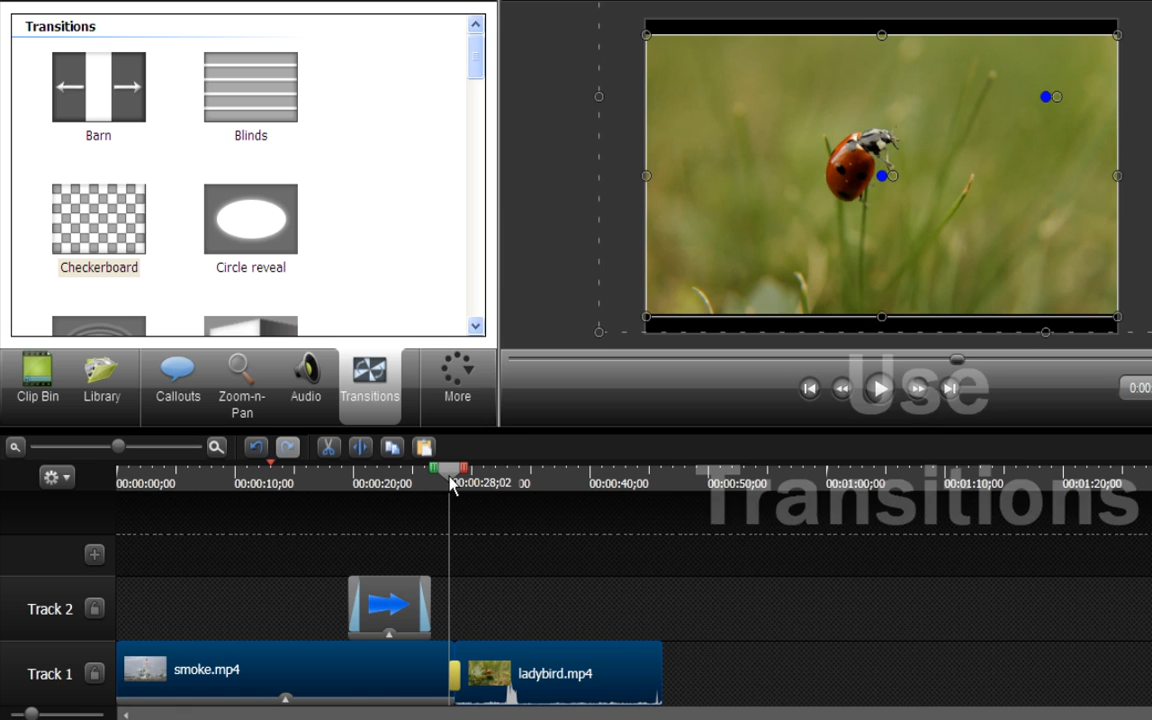 Transitions
Barn
Blinds
Checkerboard
Circle reveal
Clip Bin
Library
Callouts
Zoom-n-
Pan
Audio
Transitions
More
Use
0:00:
00:00:00;00
00:00:10;00
00:00:20;00
00:00:28;02
00:00:40;00
00:00:50;00
00:01:00;00
00:01:10;00
00:01:20;00
Transitions
Track 2
Track 1
smoke.mp4
ladybird.mp4